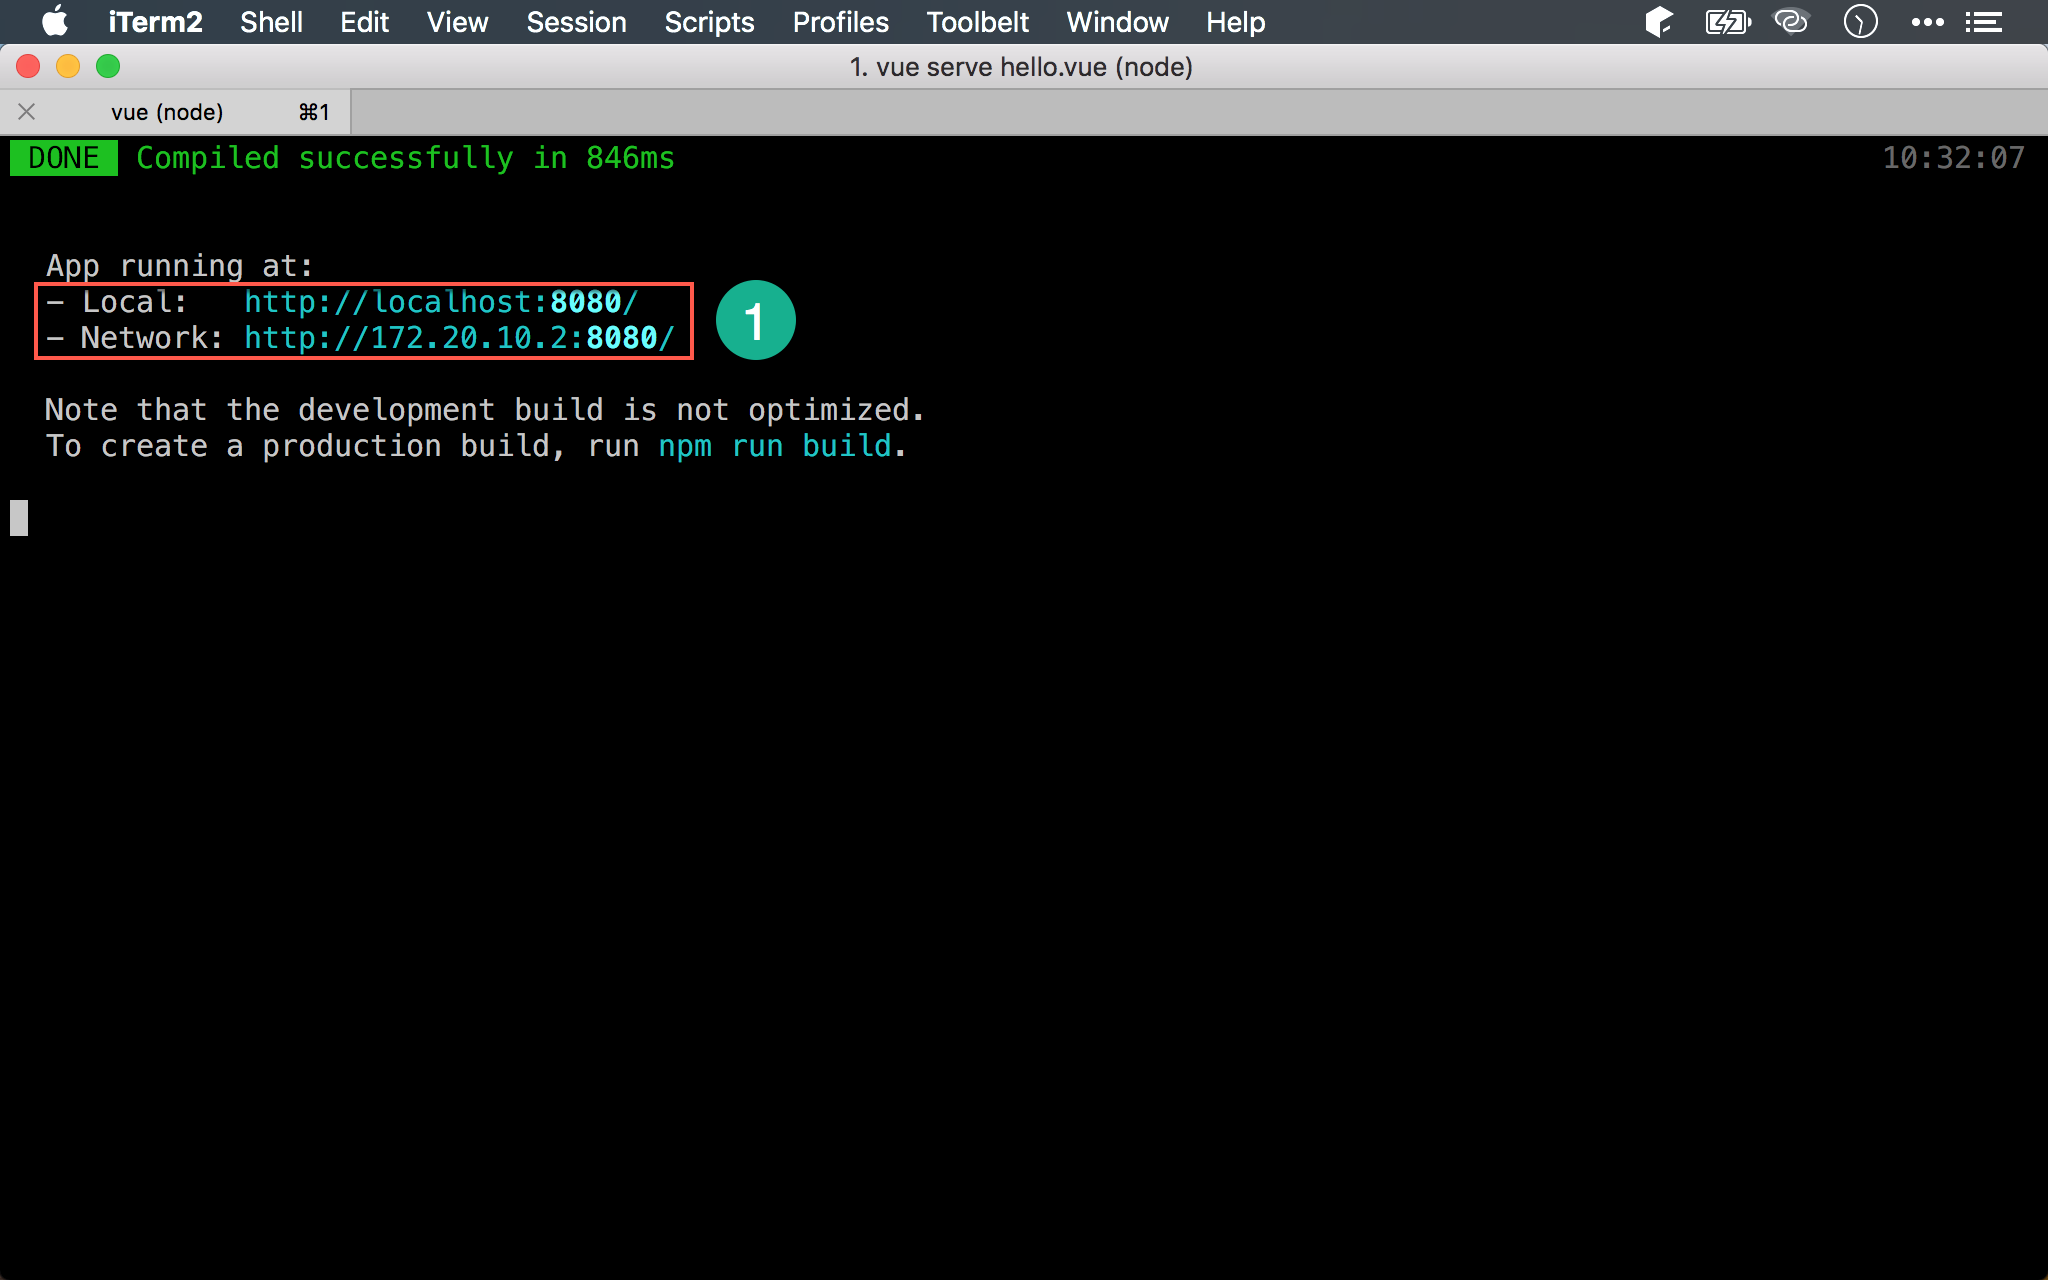 iTerm2 Shell Edit View Session Scripts Profiles Toolbelt Window Help
1. vue serve hello.vue (node)
vue (node) ⌘1
DONE Compiled successfully in 846ms 10:32:07
App running at:
- Local: http://localhost:8080/
- Network: http://172.20.10.2:8080/
1
Note that the development build is not optimized.
To create a production build, run npm run build.